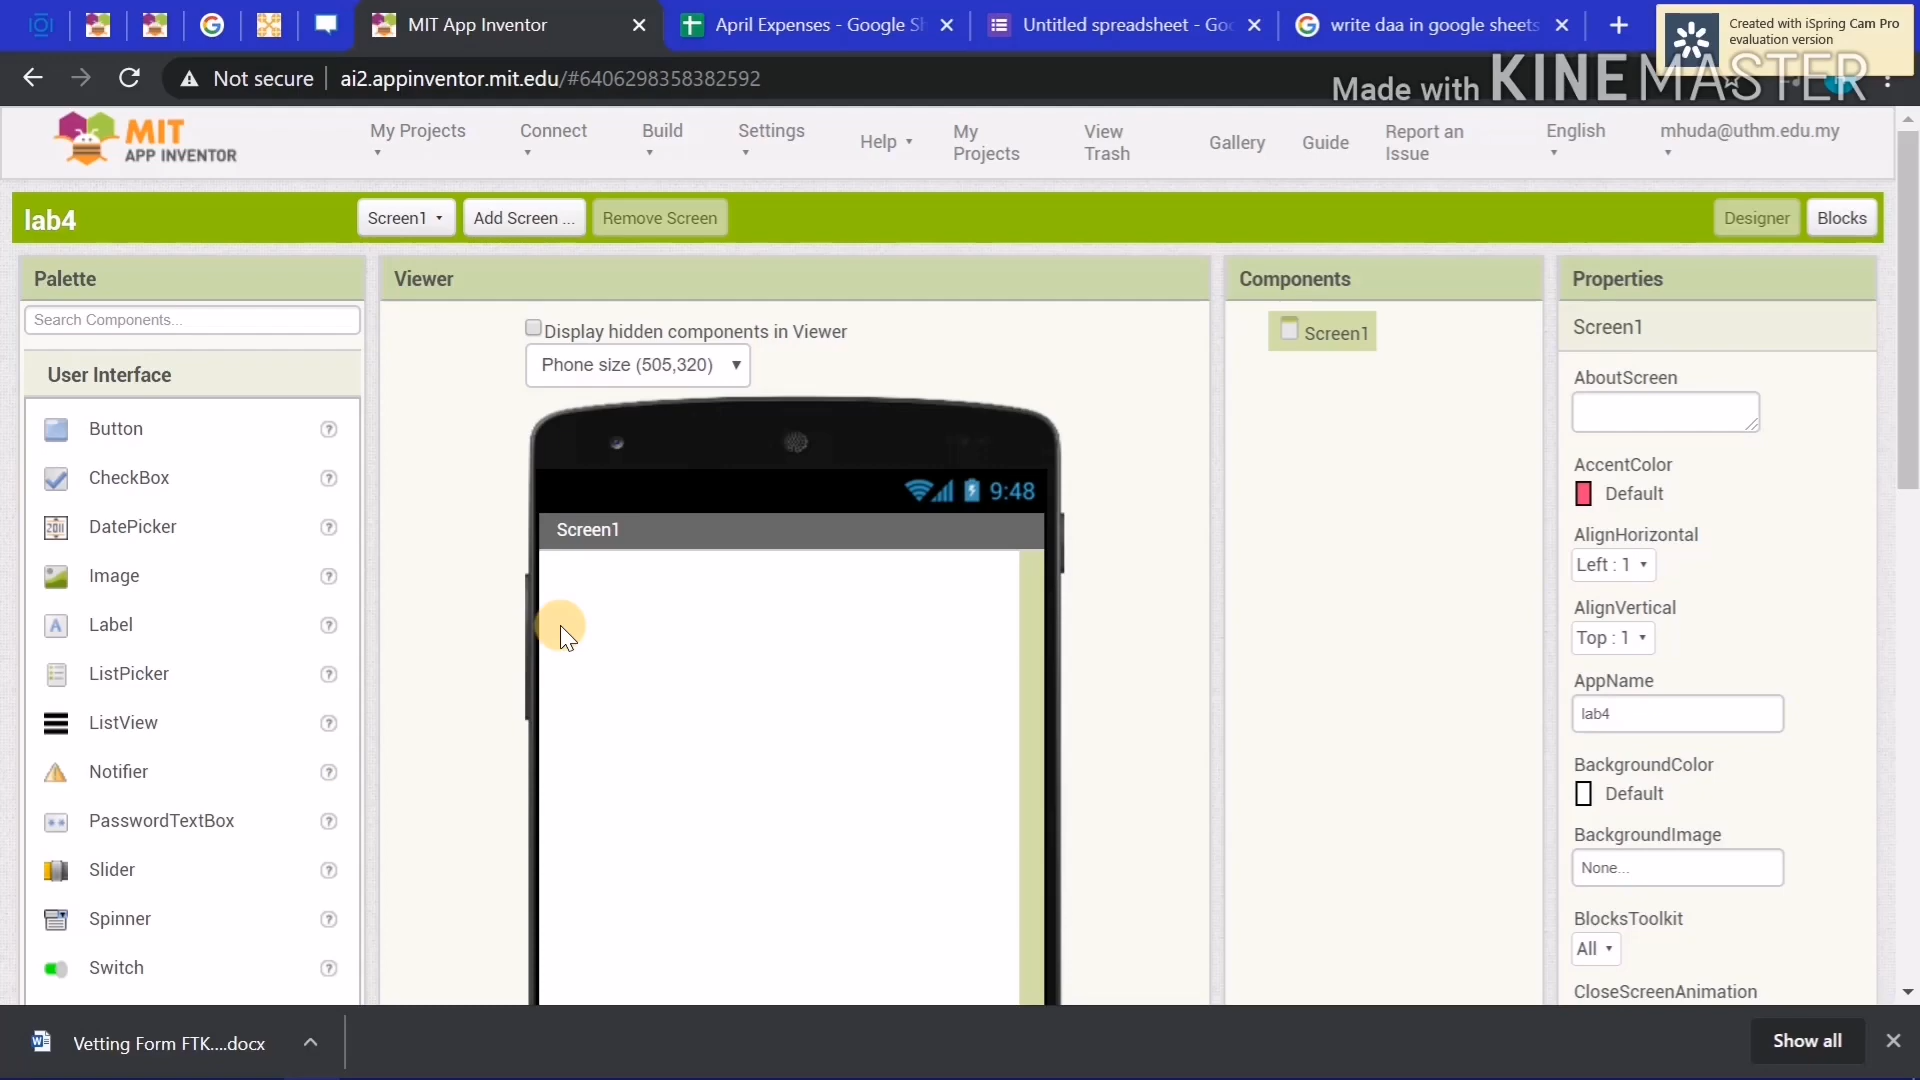 MIT App Inventor
April Expenses - Google Sh
Untitled spreadsheet - Goo
write daa in google sheets
Created with iSpring Cam Pro
evaluation version
Not secure
ai2.appinventor.mit.edu/#6406298358382592
Made with KINEMASTER
MIT
APP INVENTOR
My Projects
Connect
Build
Settings
Help
My
Projects
View
Trash
Gallery
Guide
Report an
Issue
English
mhuda@uthm.edu.my
lab4
Screen1
Add Screen ...
Remove Screen
Designer
Blocks
Palette
Search Components...
User Interface
Button
CheckBox
DatePicker
Image
Label
ListPicker
ListView
Notifier
PasswordTextBox
Slider
Spinner
Switch
Viewer
Display hidden components in Viewer
Phone size (505,320)
9:48
Screen1
Components
Screen1
Properties
Screen1
AboutScreen
AccentColor
Default
AlignHorizontal
Left : 1
AlignVertical
Top : 1
AppName
lab4
BackgroundColor
Default
BackgroundImage
None...
BlocksToolkit
All
CloseScreenAnimation
Vetting Form FTK....docx
Show all